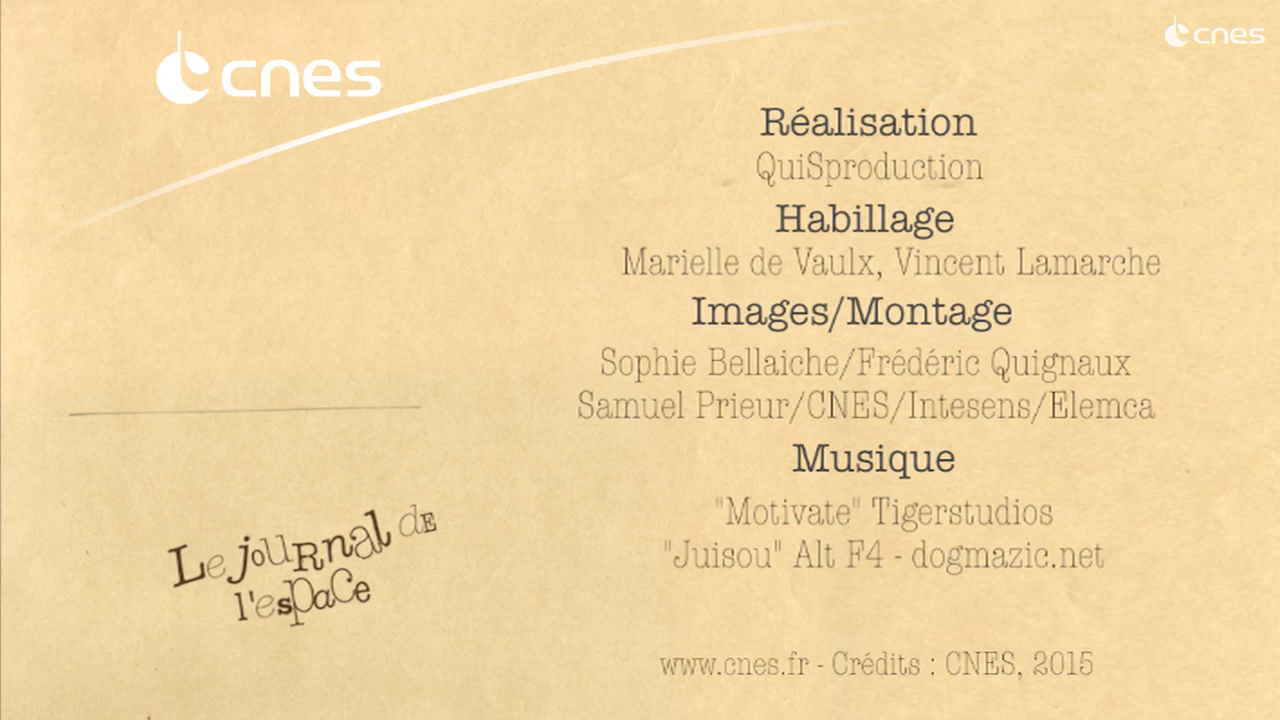 cnes
cnes
Réalisation
QuiSproduction
Habillage
Marielle de Vaulx, Vincent Lamarche
Images/Montage
Sophie Bellaiche/Frédéric Quignaux
Samuel Prieur/CNES/Intesens/Elemca
Musique
"Motivate" Tigerstudios
"Juisou" Alt F4 - dogmazic.net
Le joURnal dE
l'espaCe
www.cnes.fr - Crédits : CNES, 2015